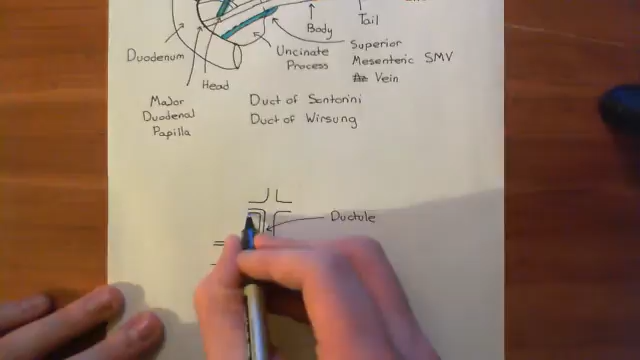 Tail
Body
Duodenum
Uncinate
Process
Superior
Mesenteric SMV
Vein
Head
Major
Duodenal
Papilla
Duct of Santorini
Duct of Wirsung
Ductule